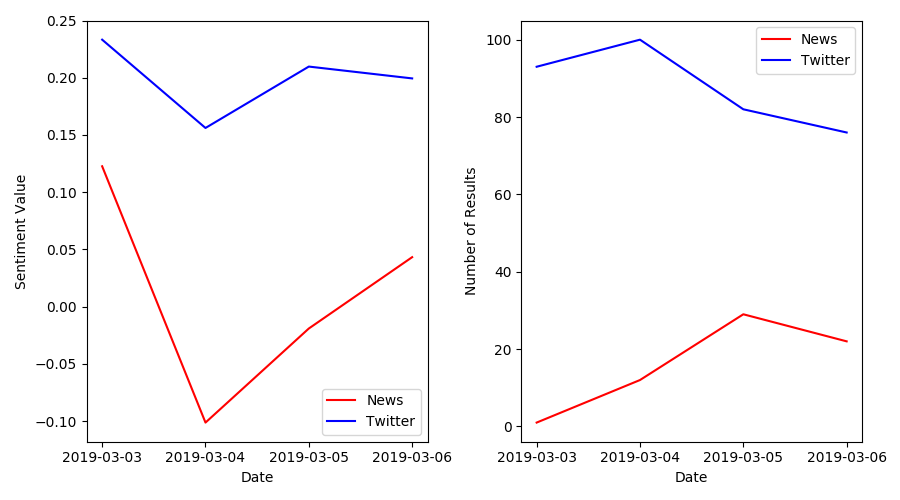 0.25
0.20
0.15
0.10
0.05
0.00
−0.05
−0.10
Sentiment Value
2019-03-03 2019-03-04 2019-03-05 2019-03-06
Date
News
Twitter
100
80
60
40
20
0
Number of Results
2019-03-03 2019-03-04 2019-03-05 2019-03-06
Date
News
Twitter